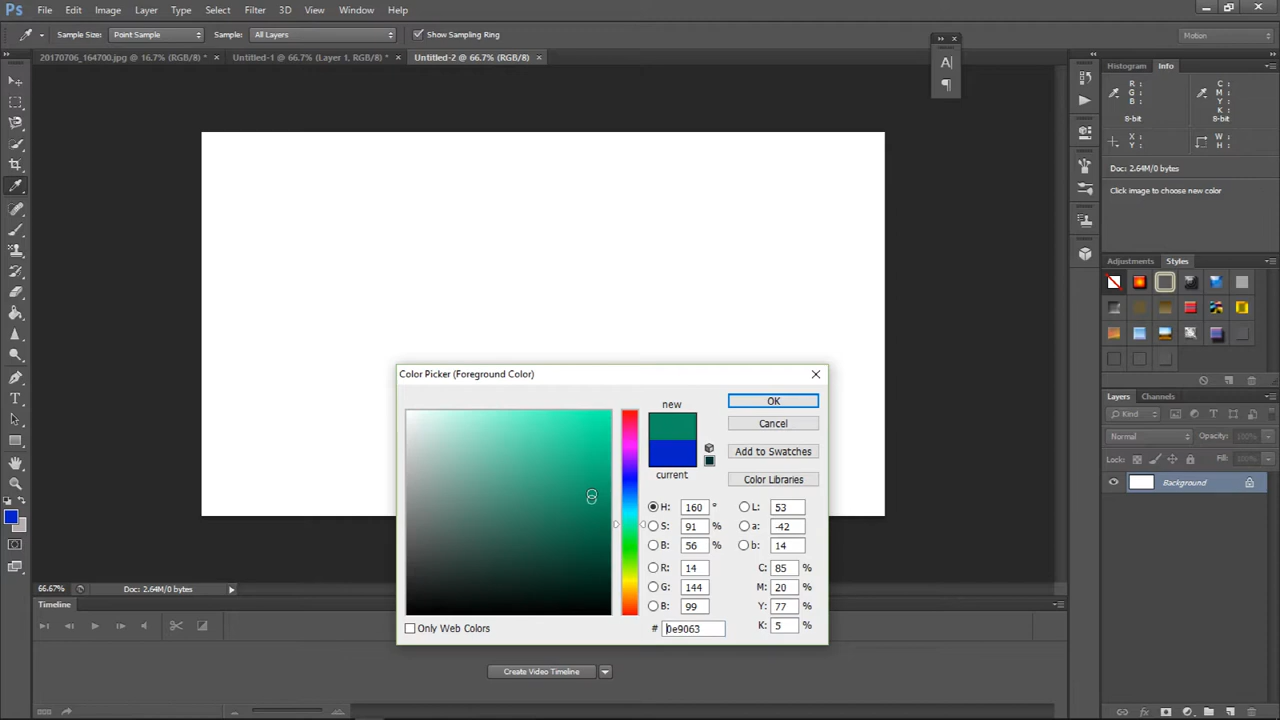 Ps File Edit Image Layer Type Select Filter 3D View Window Help
Sample Size: Point Sample Sample: All Layers Show Sampling Ring Motion
20170706_164700.jpg @ 16.7% (RGB/8) * × Untitled-1 @ 66.7% (Layer 1, RGB/8) * × Untitled-2 @ 66.7% (RGB/8) ×
A|
¶
Histogram Info
R : C :
G : M :
B : Y :
K :
8-bit 8-bit
X : W :
Y : H :
Doc: 2.64M/0 bytes
Click image to choose new color
Adjustments Styles
Color Picker (Foreground Color)
new
current
OK
Cancel
Add to Swatches
Color Libraries
H: 160 ° L: 53
S: 91 % a: -42
B: 56 % b: 14
R: 14 C: 85 %
G: 144 M: 20 %
B: 99 Y: 77 %
# 0e9063 K: 5 %
Only Web Colors
Layers Channels
Kind
Normal Opacity: 100%
Lock: Fill: 100%
Background
66.67% Doc: 2.64M/0 bytes
Timeline
Create Video Timeline
fx